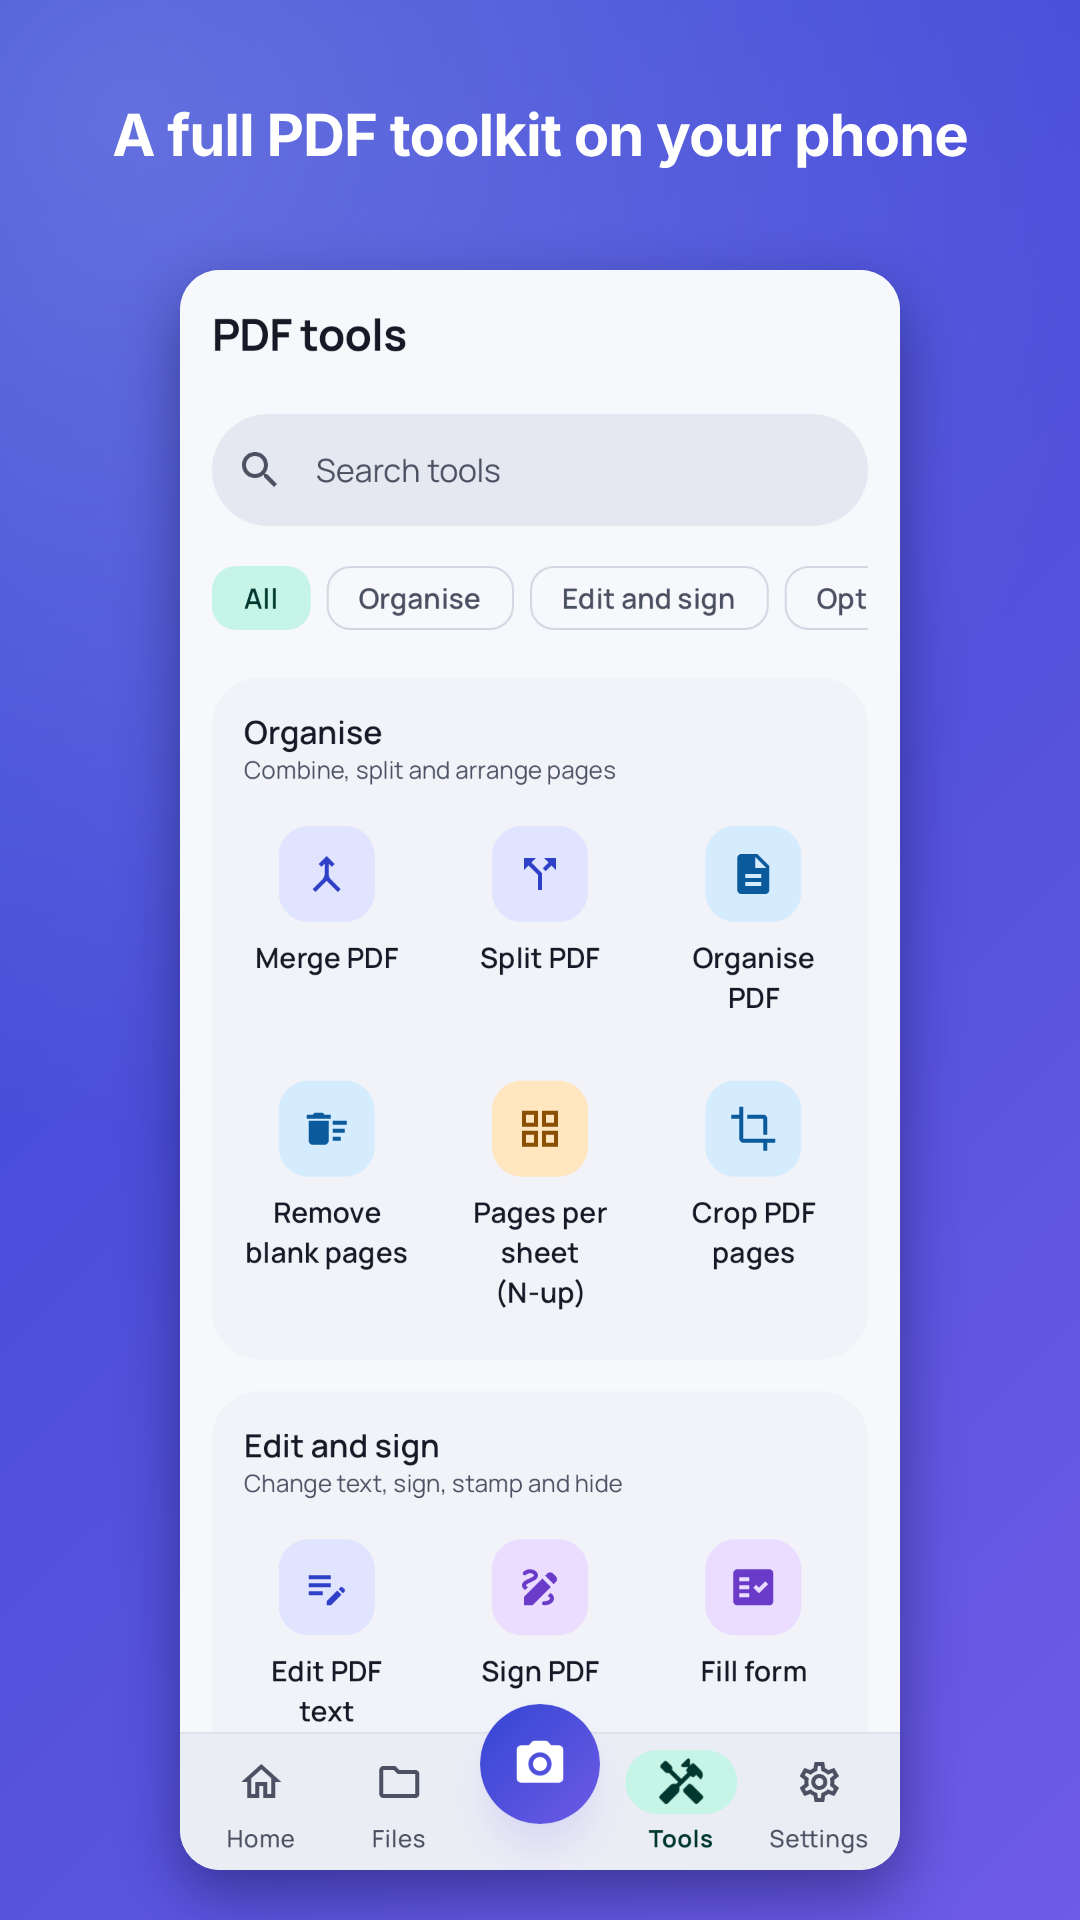 A full PDF toolkit on your phone
PDF tools
Search tools
All
Organise
Edit and sign
Opt
Organise
Combine, split and arrange pages
Merge PDF
Split PDF
Organise
PDF
Remove
blank pages
Pages per
sheet
(N-up)
Crop PDF
pages
Edit and sign
Change text, sign, stamp and hide
Edit PDF
text
Sign PDF
Fill form
Home
Files
Tools
Settings